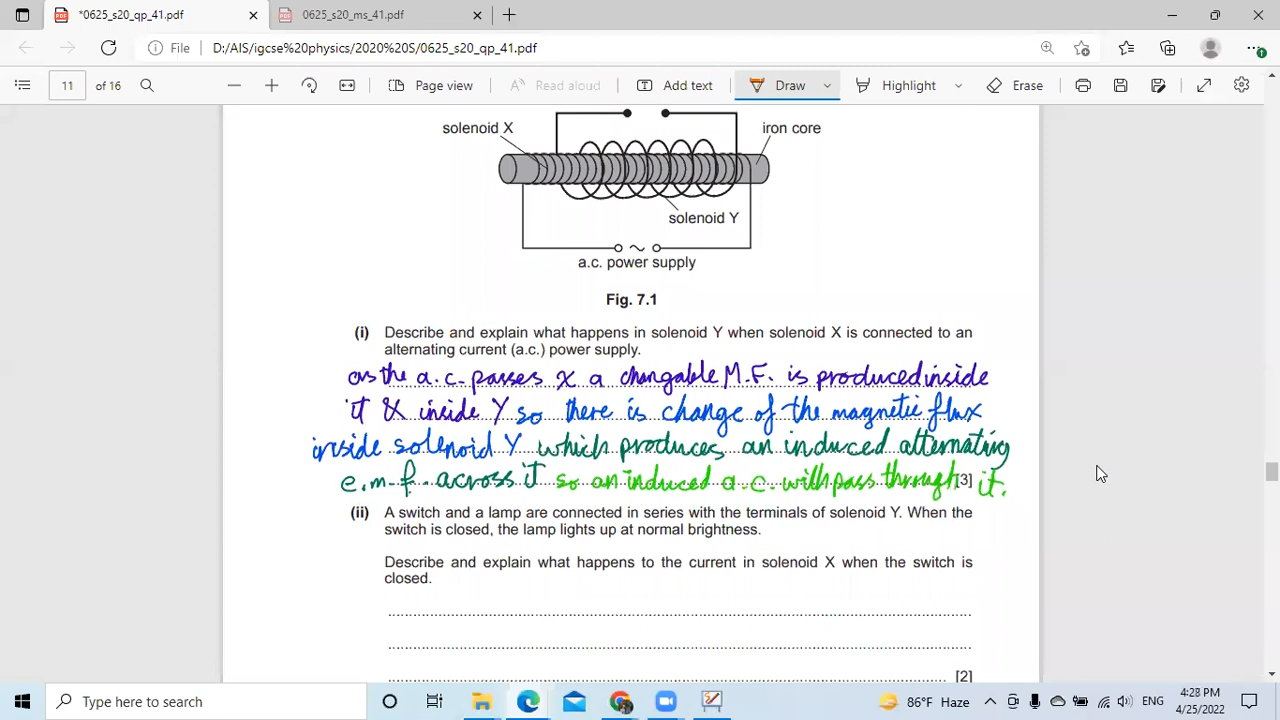 *0625_s20_qp_41.pdf
0625_s20_ms_41.pdf
File D:/AIS/igcse%20physics/2020%20S/0625_s20_qp_41.pdf
11 of 16
Page view
Read aloud
Add text
Draw
Highlight
Erase
solenoid X
iron core
solenoid Y
a.c. power supply
Fig. 7.1
(i) Describe and explain what happens in solenoid Y when solenoid X is connected to an
alternating current (a.c.) power supply.
as the a.c. passes X a changable M.F. is produced inside
it & inside Y so there is change of the magnetic flux
inside solenoid Y which produces an induced alternating
e.m.f. across it so an induced a.c. will pass through it.
[3]
(ii) A switch and a lamp are connected in series with the terminals of solenoid Y. When the
switch is closed, the lamp lights up at normal brightness.
Describe and explain what happens to the current in solenoid X when the switch is
closed.
[2]
Type here to search
86°F Haze
ENG
4:28 PM
4/25/2022